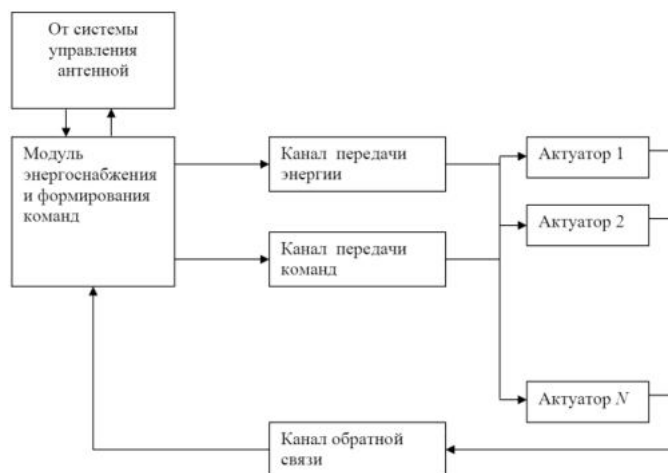 От системы
управления
антенной
Модуль
энергоснабжения
и формирования
команд
Канал передачи
энергии
Канал передачи
команд
Актуатор 1
Актуатор 2
Актуатор N
Канал обратной
связи